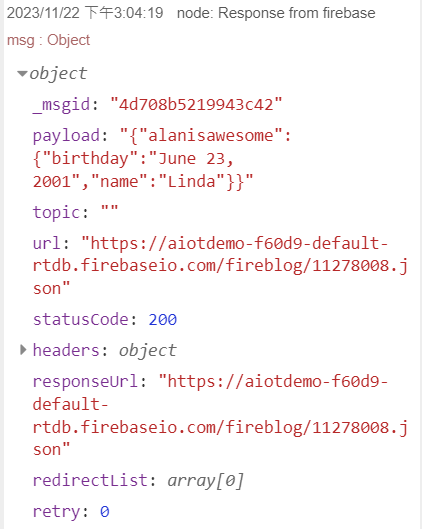 2023/11/22 下午3:04:19 node: Response from firebase
msg : Object
object
_msgid: "4d708b5219943c42"
payload: "{"alanisawesome":
{"birthday":"June 23,
2001","name":"Linda"}}"
topic: ""
url: "https://aiotdemo-f60d9-default-
rtdb.firebaseio.com/fireblog/11278008.j
son"
statusCode: 200
headers: object
responseUrl: "https://aiotdemo-f60d9-
default-
rtdb.firebaseio.com/fireblog/11278008.j
son"
redirectList: array[0]
retry: 0